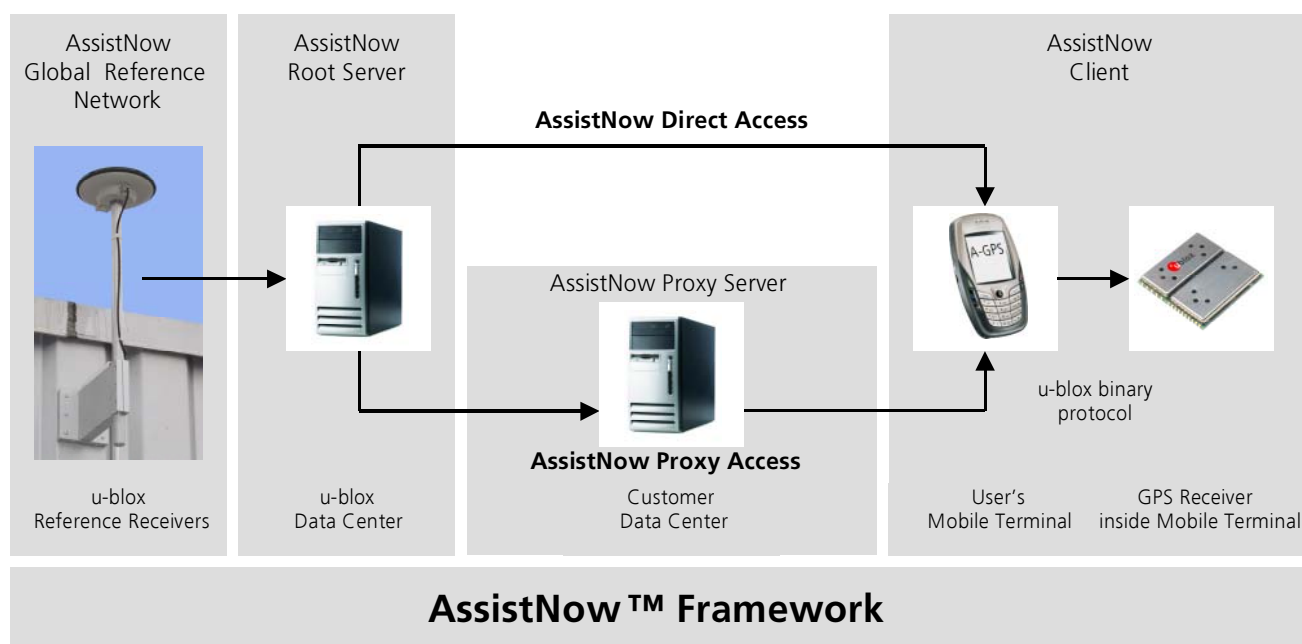 AssistNow
Global Reference
Network
AssistNow
Root Server
AssistNow
Client
AssistNow Direct Access
A-GPS
blox
AssistNow Proxy Server
u-blox binary
protocol
AssistNow Proxy Access
u-blox
Reference Receivers
u-blox
Data Center
Customer
Data Center
User's
Mobile Terminal
GPS Receiver
inside Mobile Terminal
AssistNow™ Framework